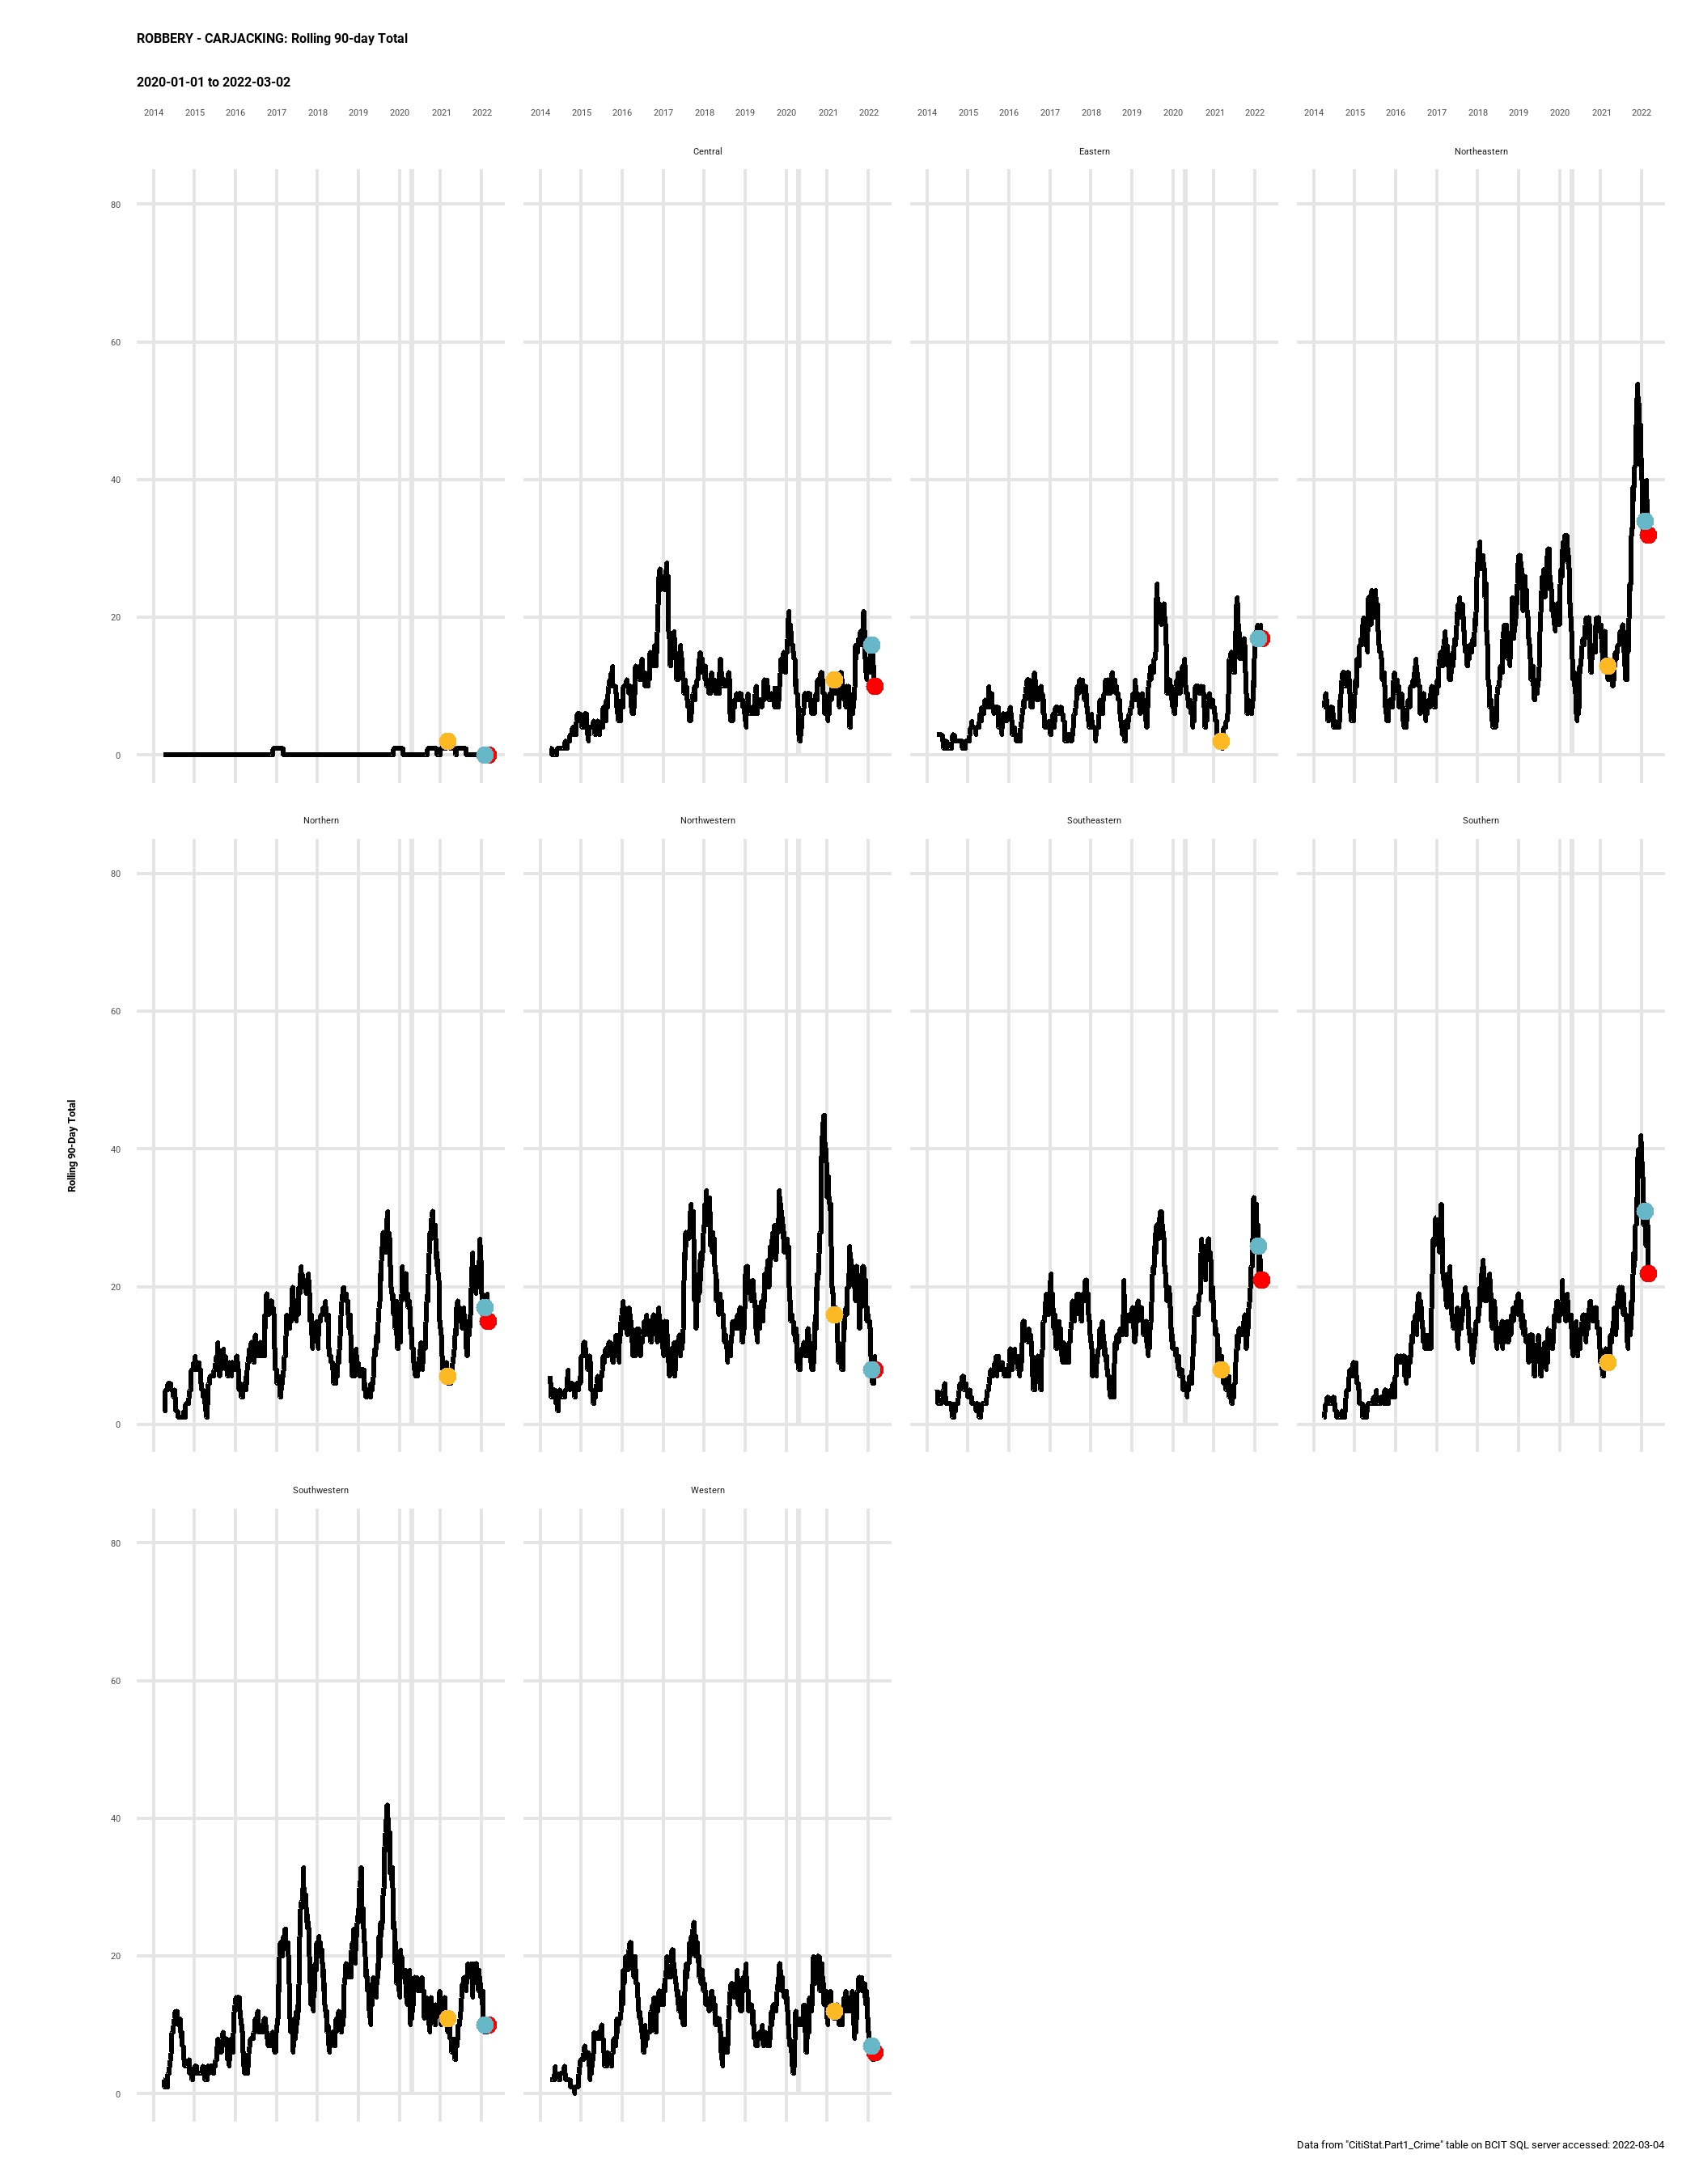 ROBBERY - CARJACKING: Rolling 90-day Total
2020-01-01 to 2022-03-02
2014 2015 2016 2017 2018 2019 2020 2021 2022 2014 2015 2016 2017 2018 2019 2020 2021 2022 2014 2015 2016 2017 2018 2019 2020 2021 2022 2014 2015 2016 2017 2018 2019 2020 2021 2022
Central Eastern Northeastern
80
60
40
20
0
Northern Northwestern Southeastern Southern
80
60
40
20
0
Rolling 90-Day Total
Southwestern Western
80
60
40
20
0
Data from "CitiStat.Part1_Crime" table on BCIT SQL server accessed: 2022-03-04